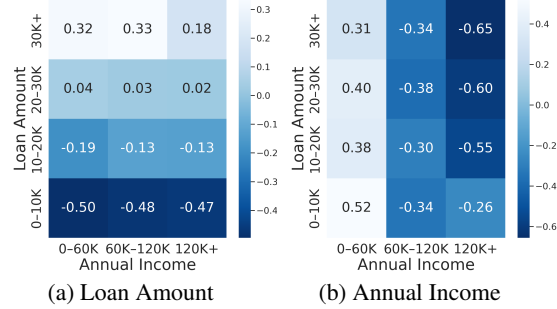 Loan Amount
30K+
20–30K
10–20K
0–10K
0.32 0.33 0.18
0.04 0.03 0.02
-0.19 -0.13 -0.13
-0.50 -0.48 -0.47
0–60K 60K–120K 120K+
Annual Income
0.3
0.2
0.1
0.0
−0.1
−0.2
−0.3
−0.4
(a) Loan Amount
Loan Amount
30K+
20–30K
10–20K
0–10K
0.31 -0.34 -0.65
0.40 -0.38 -0.60
0.38 -0.30 -0.55
0.52 -0.34 -0.26
0–60K 60K–120K 120K+
Annual Income
0.4
0.2
0.0
−0.2
−0.4
−0.6
(b) Annual Income